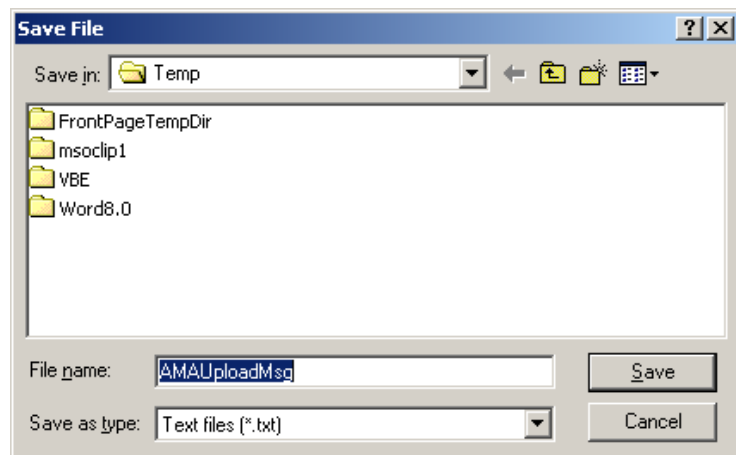 Save File
Save in: Temp
FrontPageTempDir
msoclip1
VBE
Word8.0
File name: AMAUploadMsg Save
Save as type: Text files (*.txt) Cancel